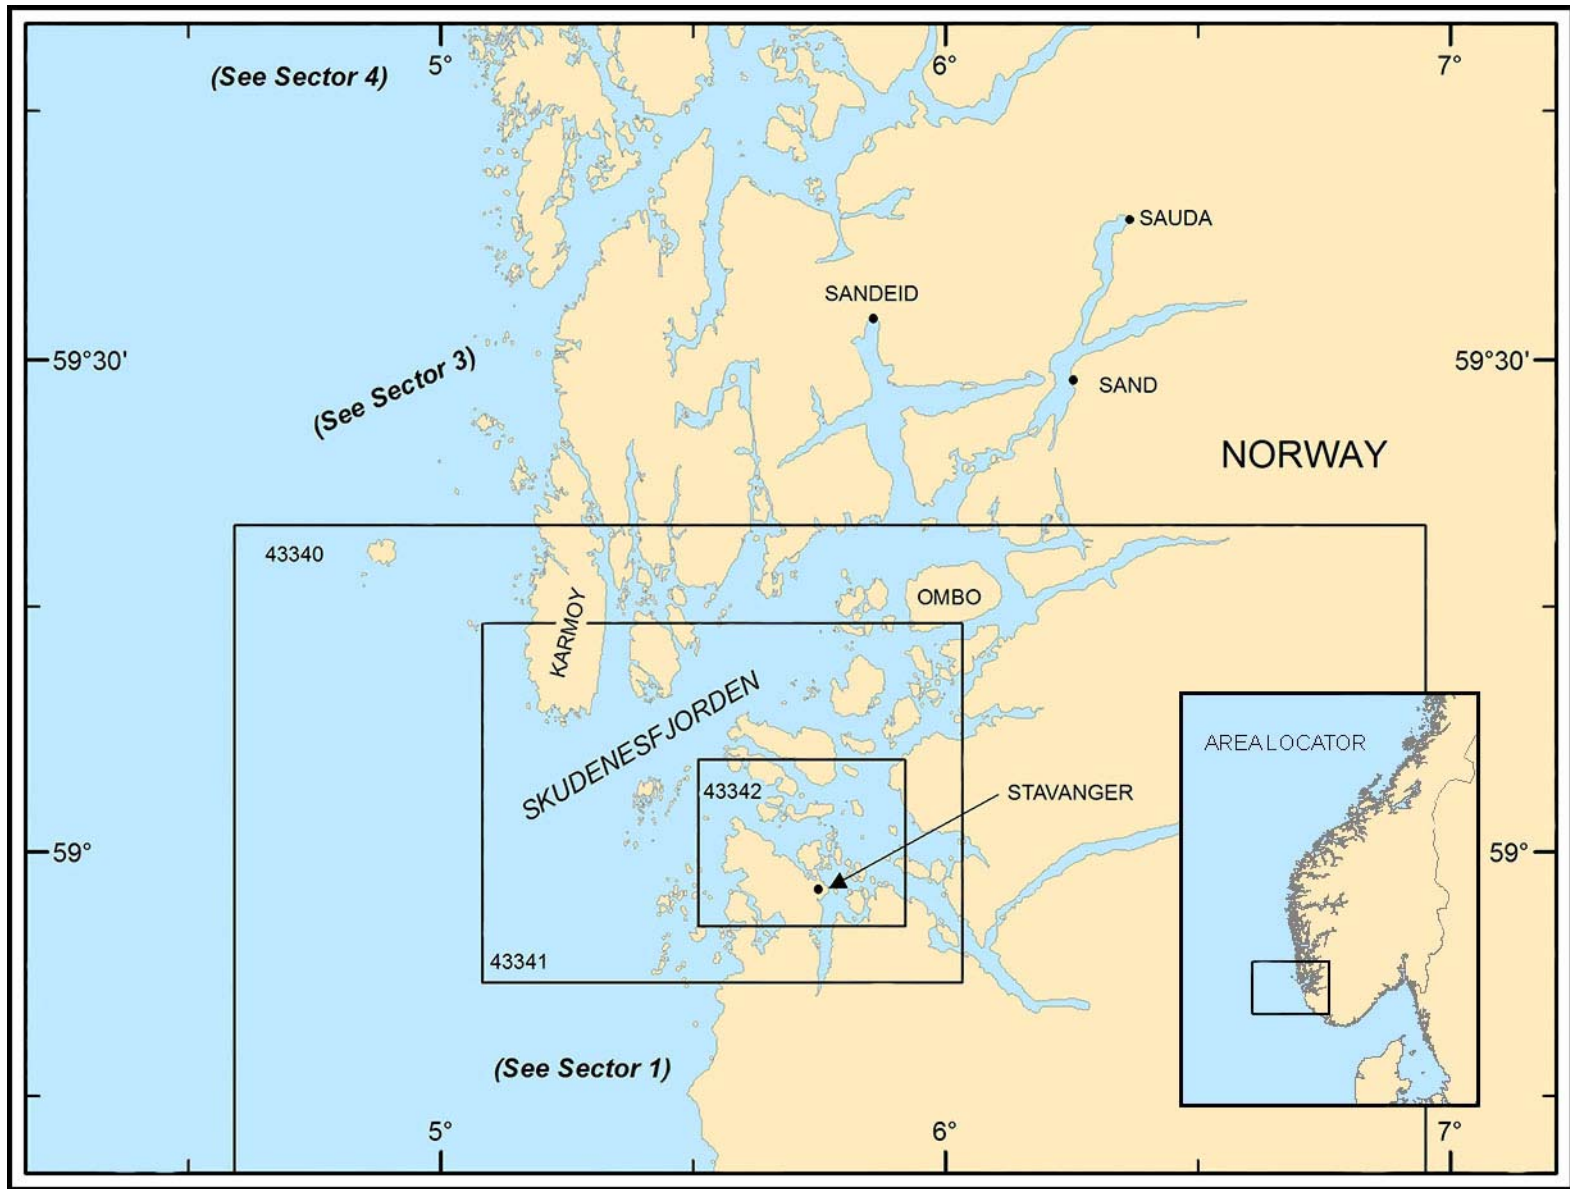 5°
6°
7°
(See Sector 4)
SAUDA
SANDEID
59°30'
59°30'
(See Sector 3)
SAND
NORWAY
43340
OMBO
KARMOY
SKUDENESFJORDEN
AREA LOCATOR
43342
STAVANGER
59°
59°
43341
(See Sector 1)
5°
6°
7°